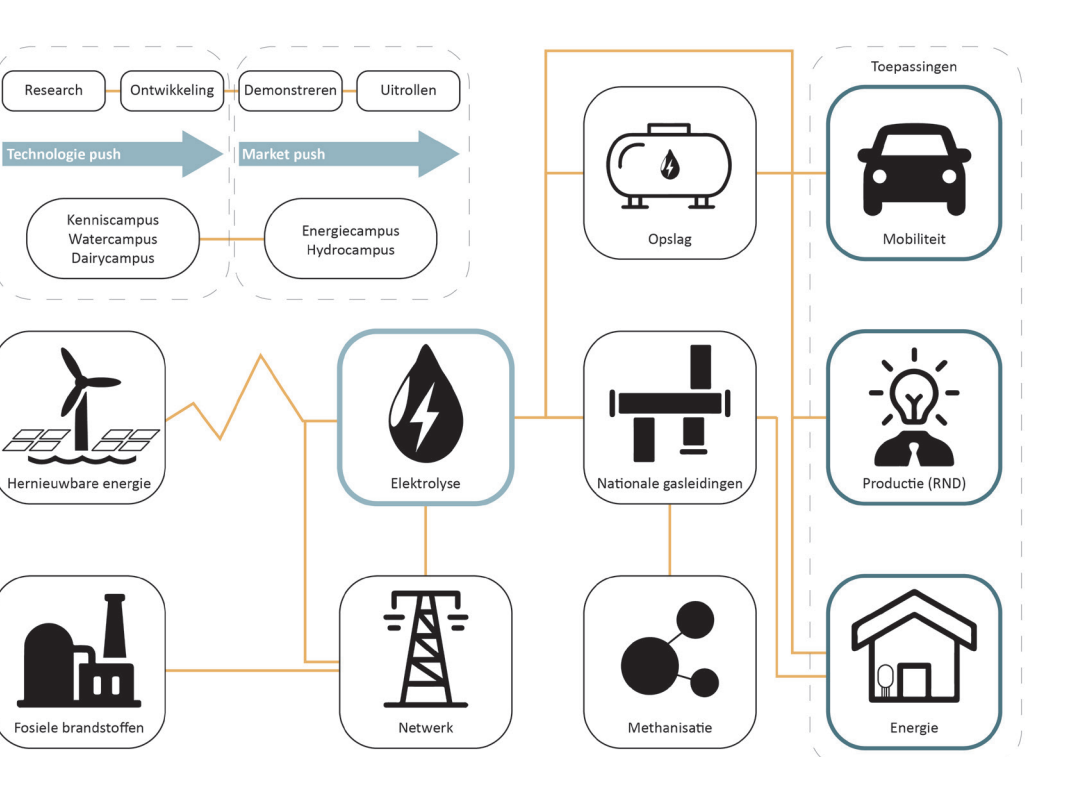 Research
Ontwikkeling
Demonstreren
Uitrollen
Technologie push
Market push
Kenniscampus
Watercampus
Dairycampus
Energiecampus
Hydrocampus
Toepassingen
Opslag
Mobiliteit
Hernieuwbare energie
Elektrolyse
Nationale gasleidingen
Productie (RND)
Fosiele brandstoffen
Netwerk
Methanisatie
Energie